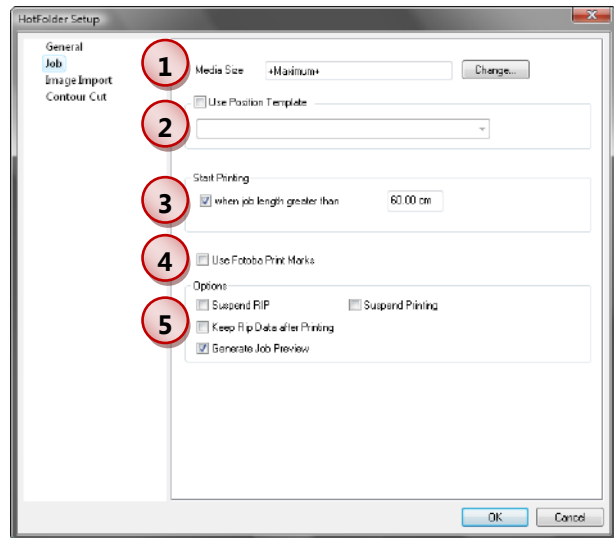 HotFolder Setup
General
Job
Image Import
Contour Cut
1 Media Size +Maximum+ Change...
Use Position Template
2
Start Printing
3 when job length greater than 60.00 cm
4 Use Fotoba Print Marks
Options
Suspend RIP Suspend Printing
5 Keep Rip Data after Printing
Generate Job Preview
OK Cancel